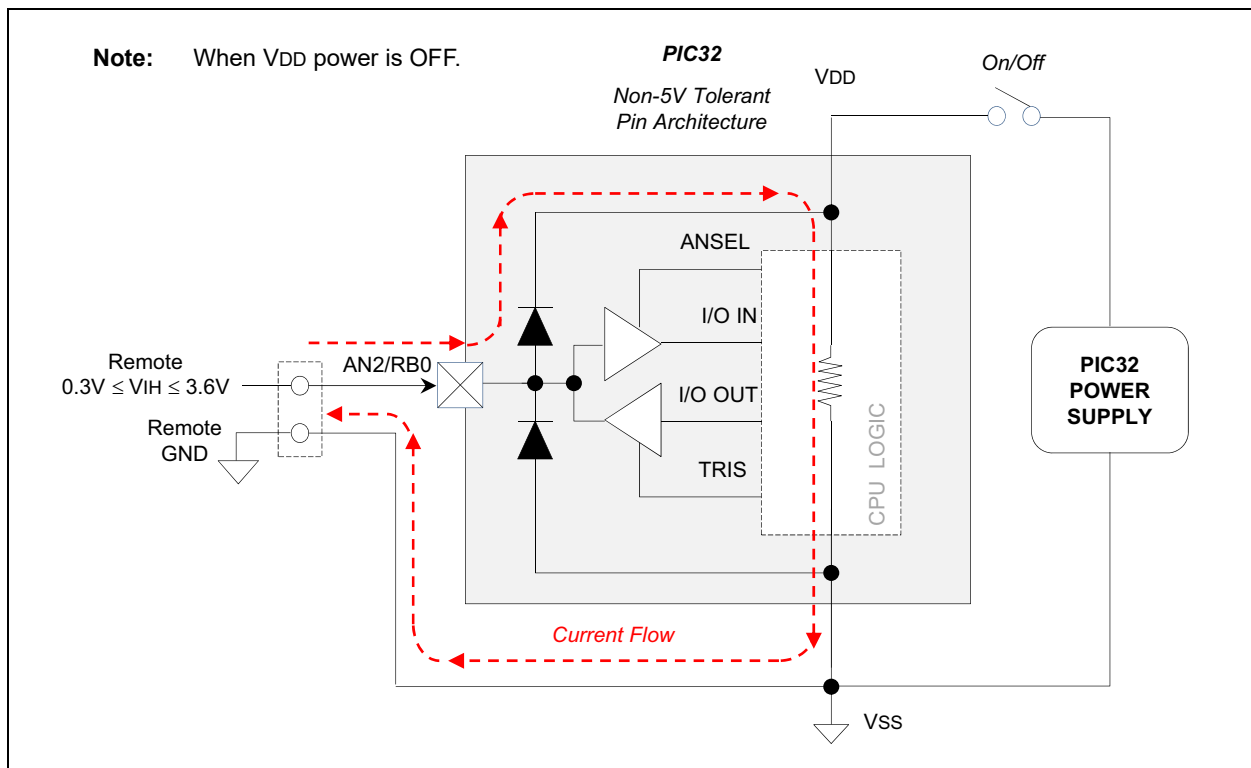 Note: When VDD power is OFF.
PIC32
Non-5V Tolerant
Pin Architecture
VDD
On/Off
ANSEL
I/O IN
AN2/RB0
Remote
0.3V ≤ VIH ≤ 3.6V
Remote
GND
I/O OUT
TRIS
CPU LOGIC
PIC32
POWER
SUPPLY
Current Flow
VSS